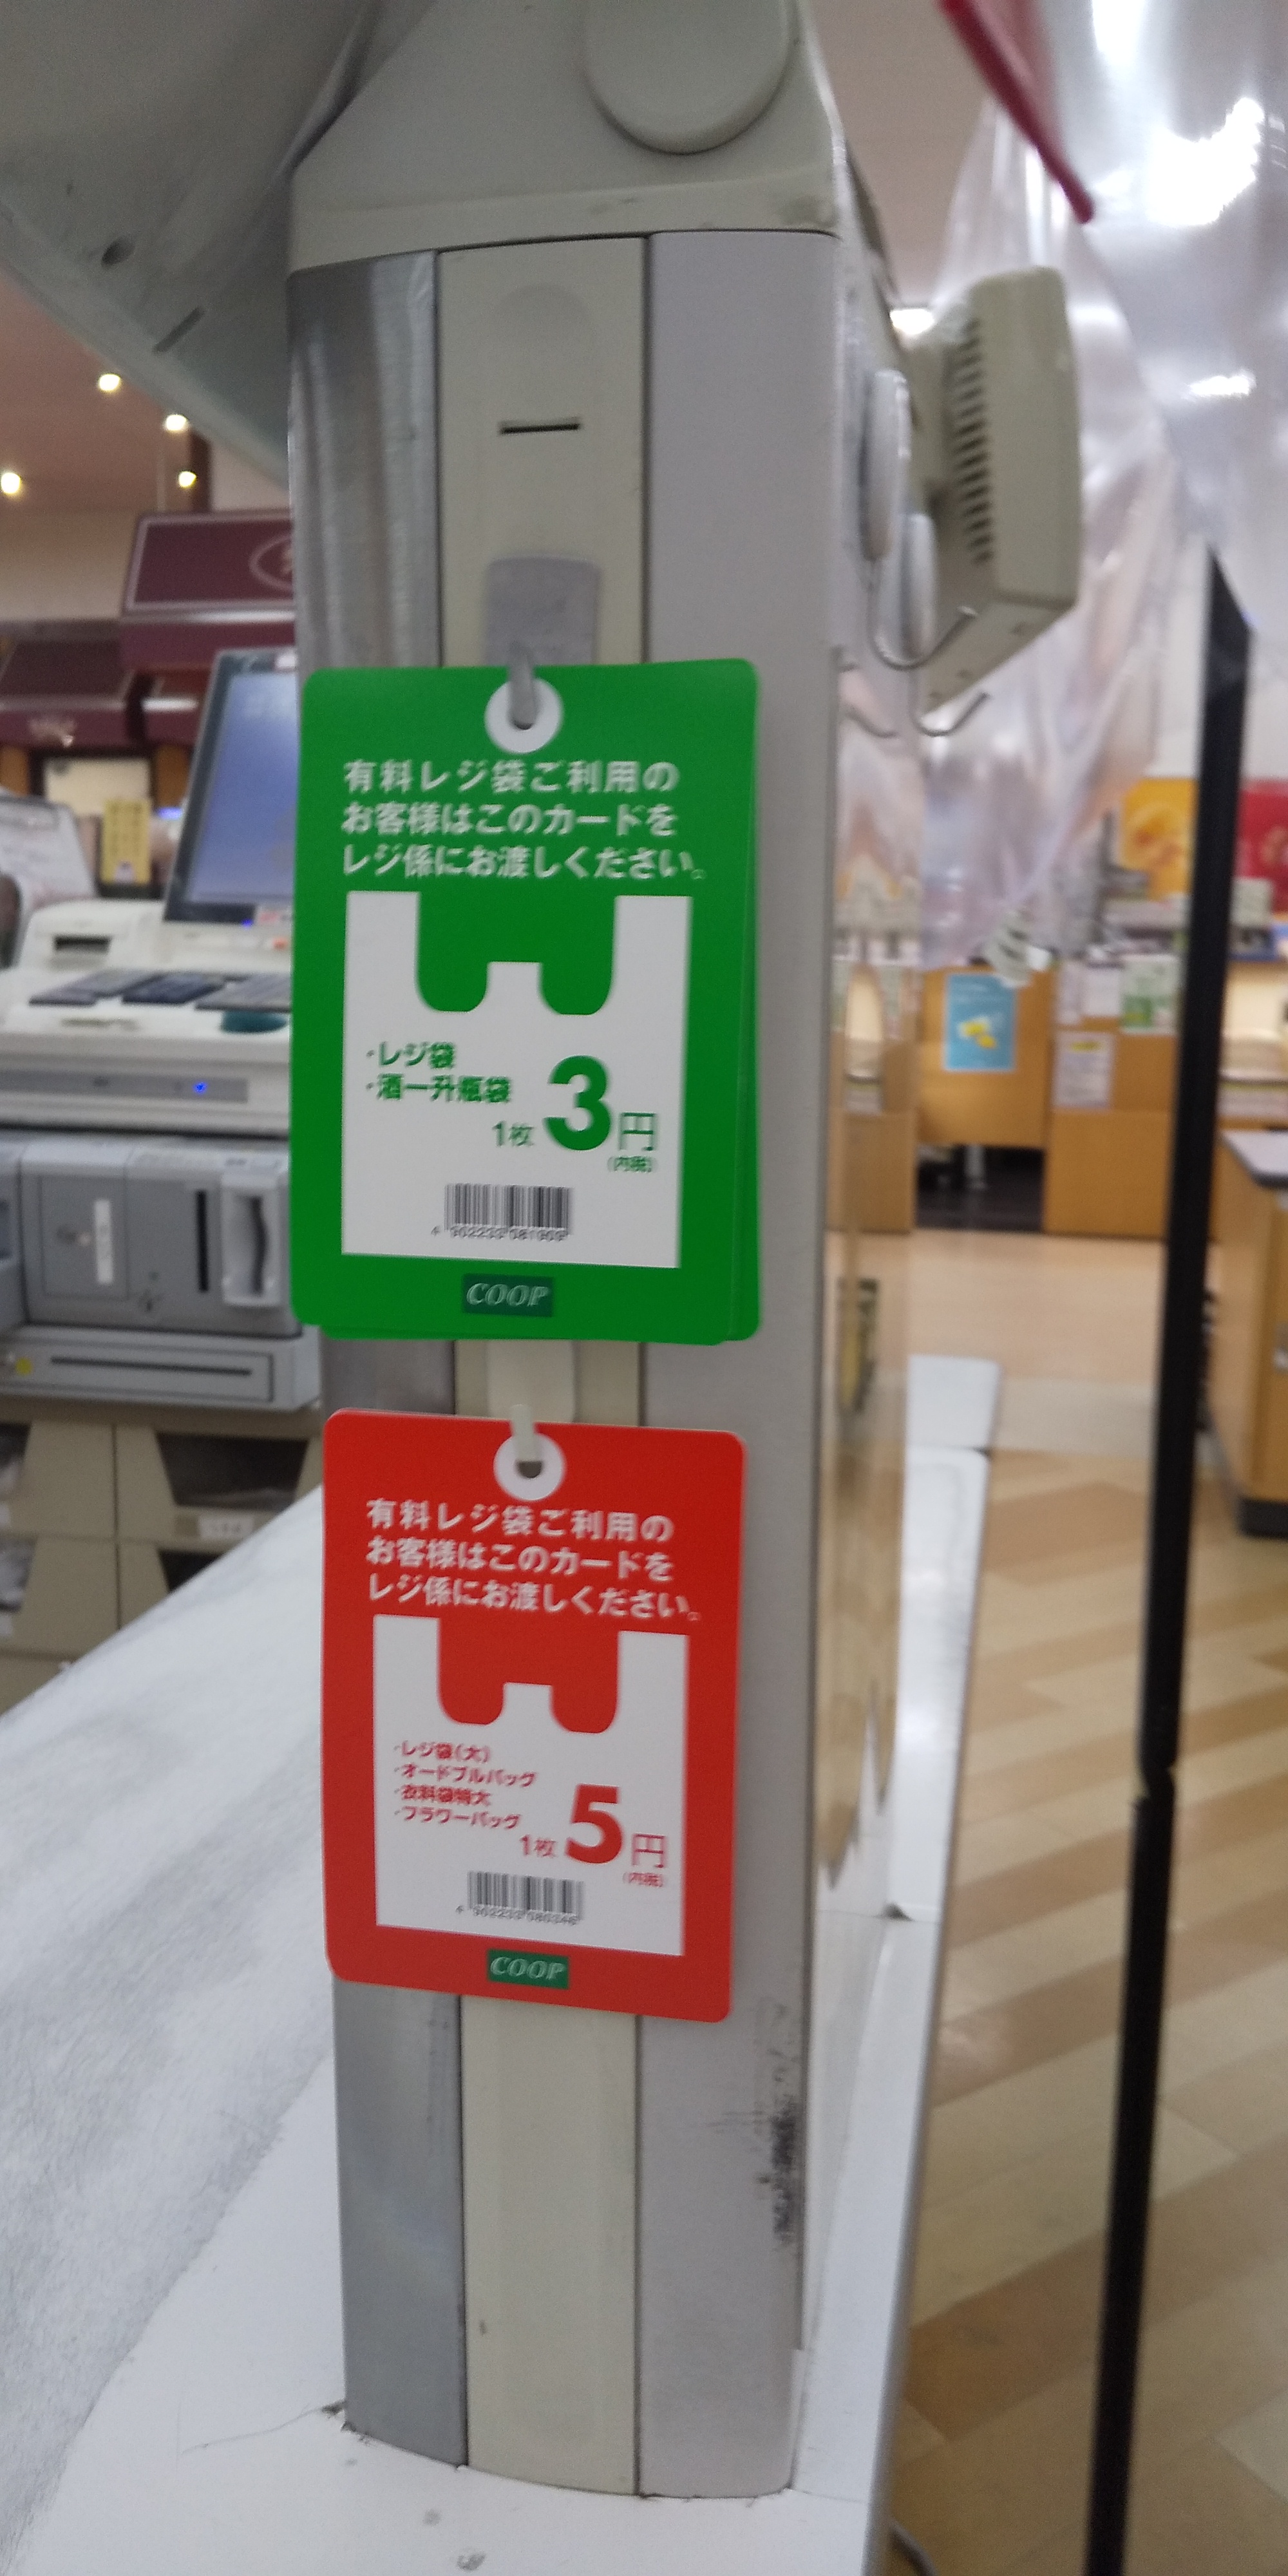 有料レジ袋ご利用の
お客様はこのカードを
レジ係にお渡しください。
・レジ袋
・酒一升瓶袋
1枚 3円
(内税)
COOP
有料レジ袋ご利用の
お客様はこのカードを
レジ係にお渡しください。
・レジ袋(大)
・オードブルバッグ
・衣料袋特大
・フラワーバッグ
1枚 5円
(内税)
COOP